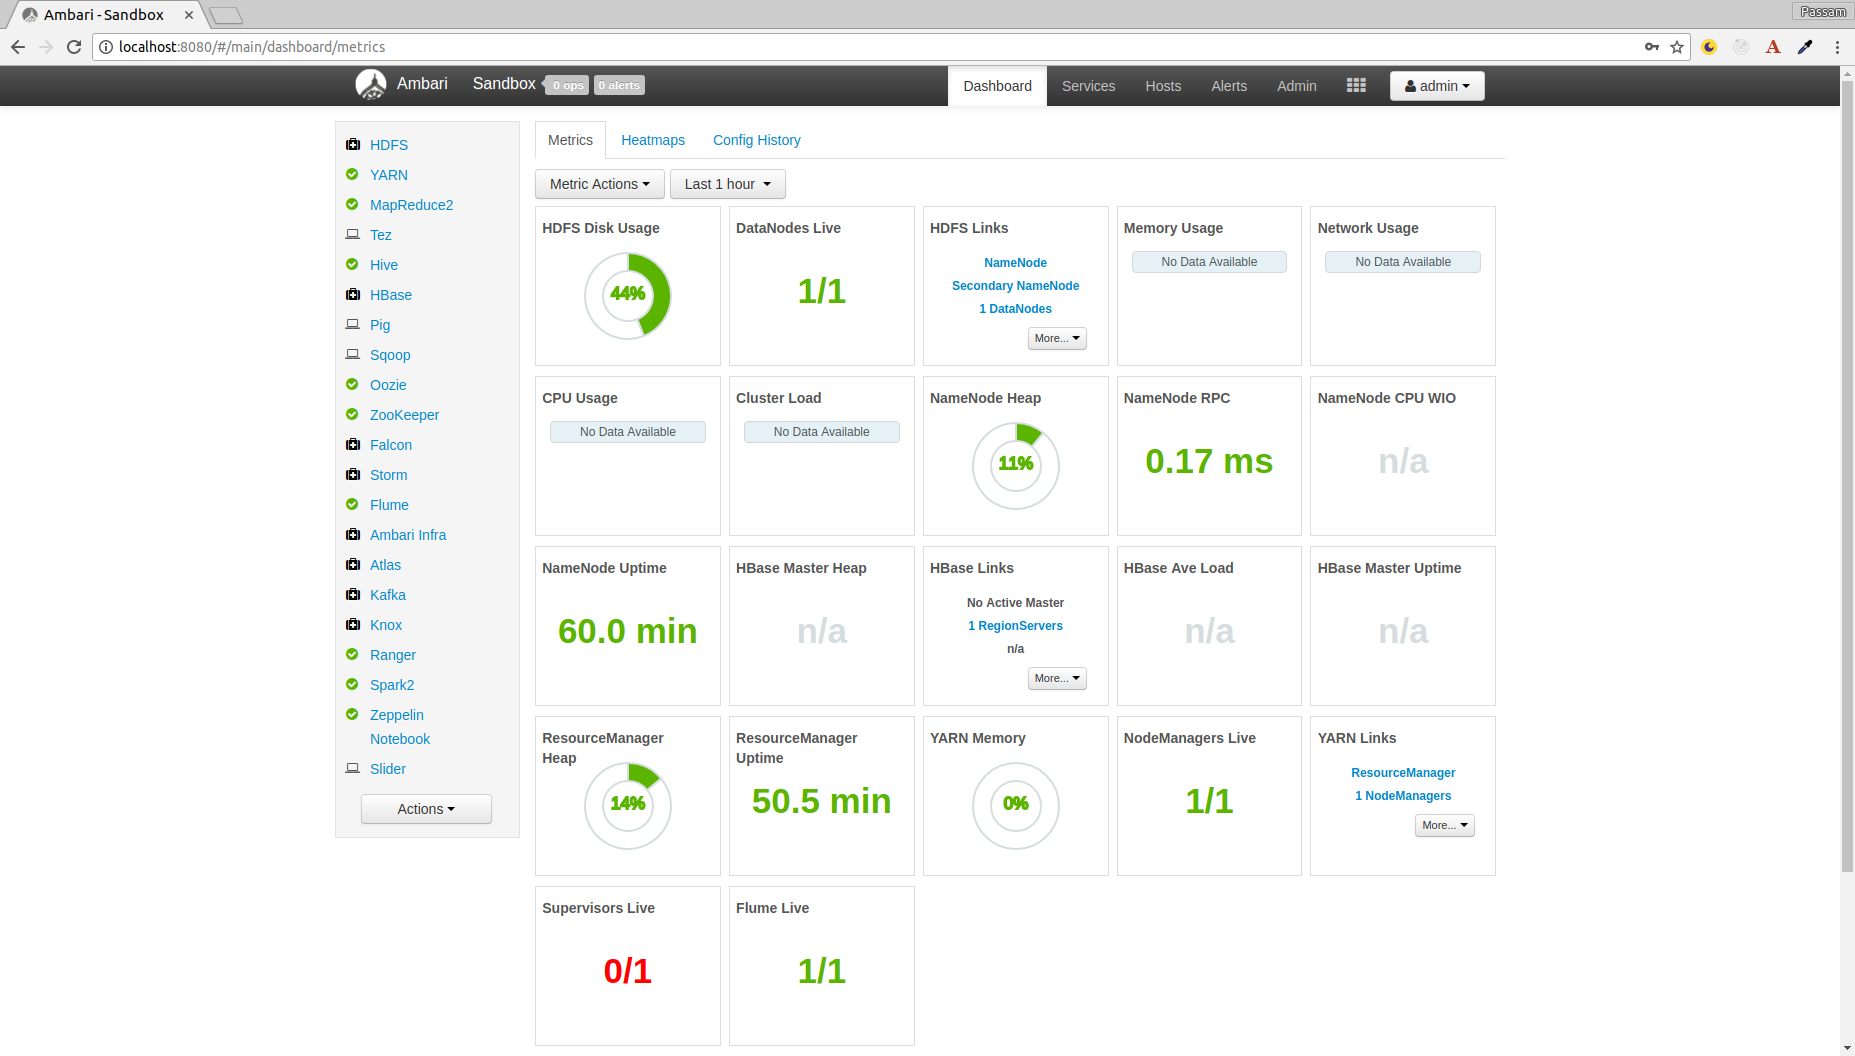 Ambari - Sandbox
Passam
localhost:8080/#/main/dashboard/metrics
Ambari Sandbox 0 ops 0 alerts Dashboard Services Hosts Alerts Admin admin
HDFS
YARN
MapReduce2
Tez
Hive
HBase
Pig
Sqoop
Oozie
ZooKeeper
Falcon
Storm
Flume
Ambari Infra
Atlas
Kafka
Knox
Ranger
Spark2
Zeppelin
Notebook
Slider
Actions
Metrics Heatmaps Config History
Metric Actions Last 1 hour
HDFS Disk Usage
44%
DataNodes Live
1/1
HDFS Links
NameNode
Secondary NameNode
1 DataNodes
More...
Memory Usage
No Data Available
Network Usage
No Data Available
CPU Usage
No Data Available
Cluster Load
No Data Available
NameNode Heap
11%
NameNode RPC
0.17 ms
NameNode CPU WIO
n/a
NameNode Uptime
60.0 min
HBase Master Heap
n/a
HBase Links
No Active Master
1 RegionServers
n/a
More...
HBase Ave Load
n/a
HBase Master Uptime
n/a
ResourceManager
Heap
14%
ResourceManager
Uptime
50.5 min
YARN Memory
0%
NodeManagers Live
1/1
YARN Links
ResourceManager
1 NodeManagers
More...
Supervisors Live
0/1
Flume Live
1/1